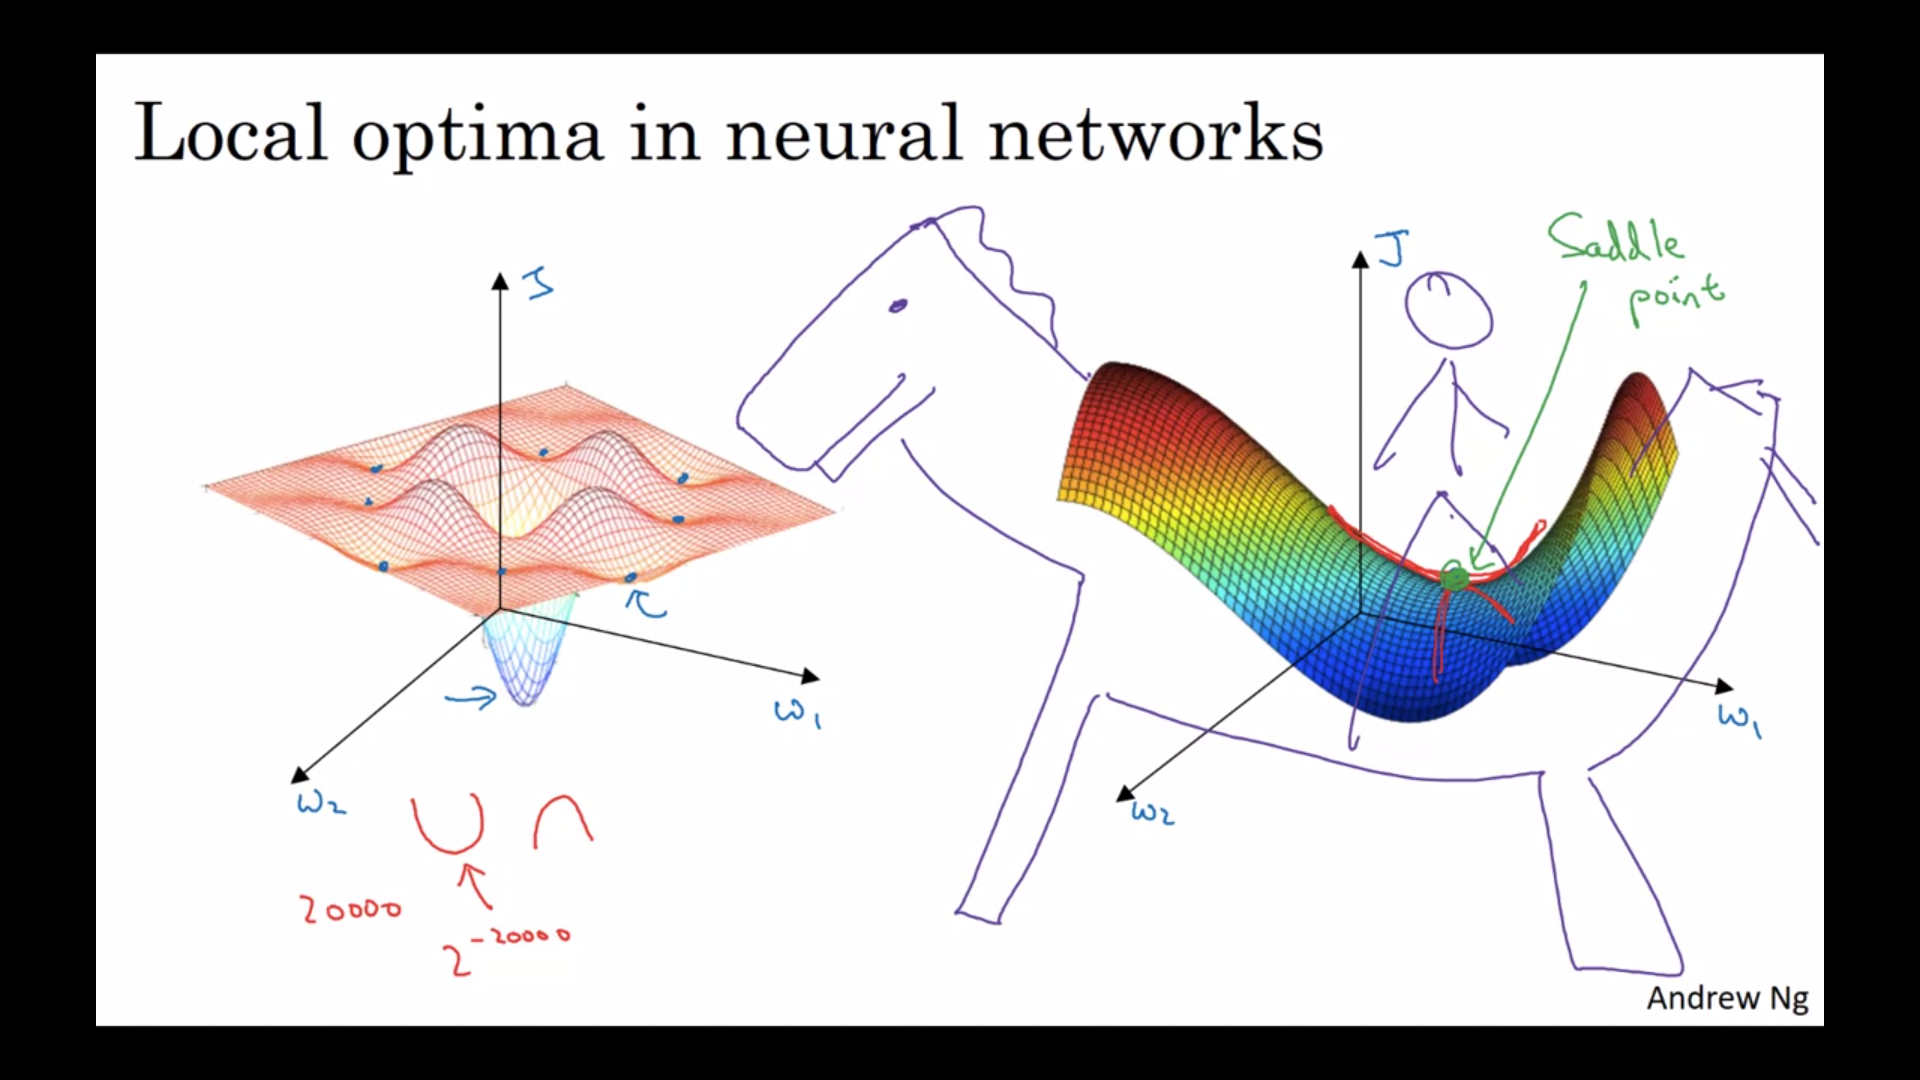 Local optima in neural networks
J
w₁
w₂
20000
2⁻²⁰⁰⁰⁰
J
Saddle
point
w₁
w₂
Andrew Ng